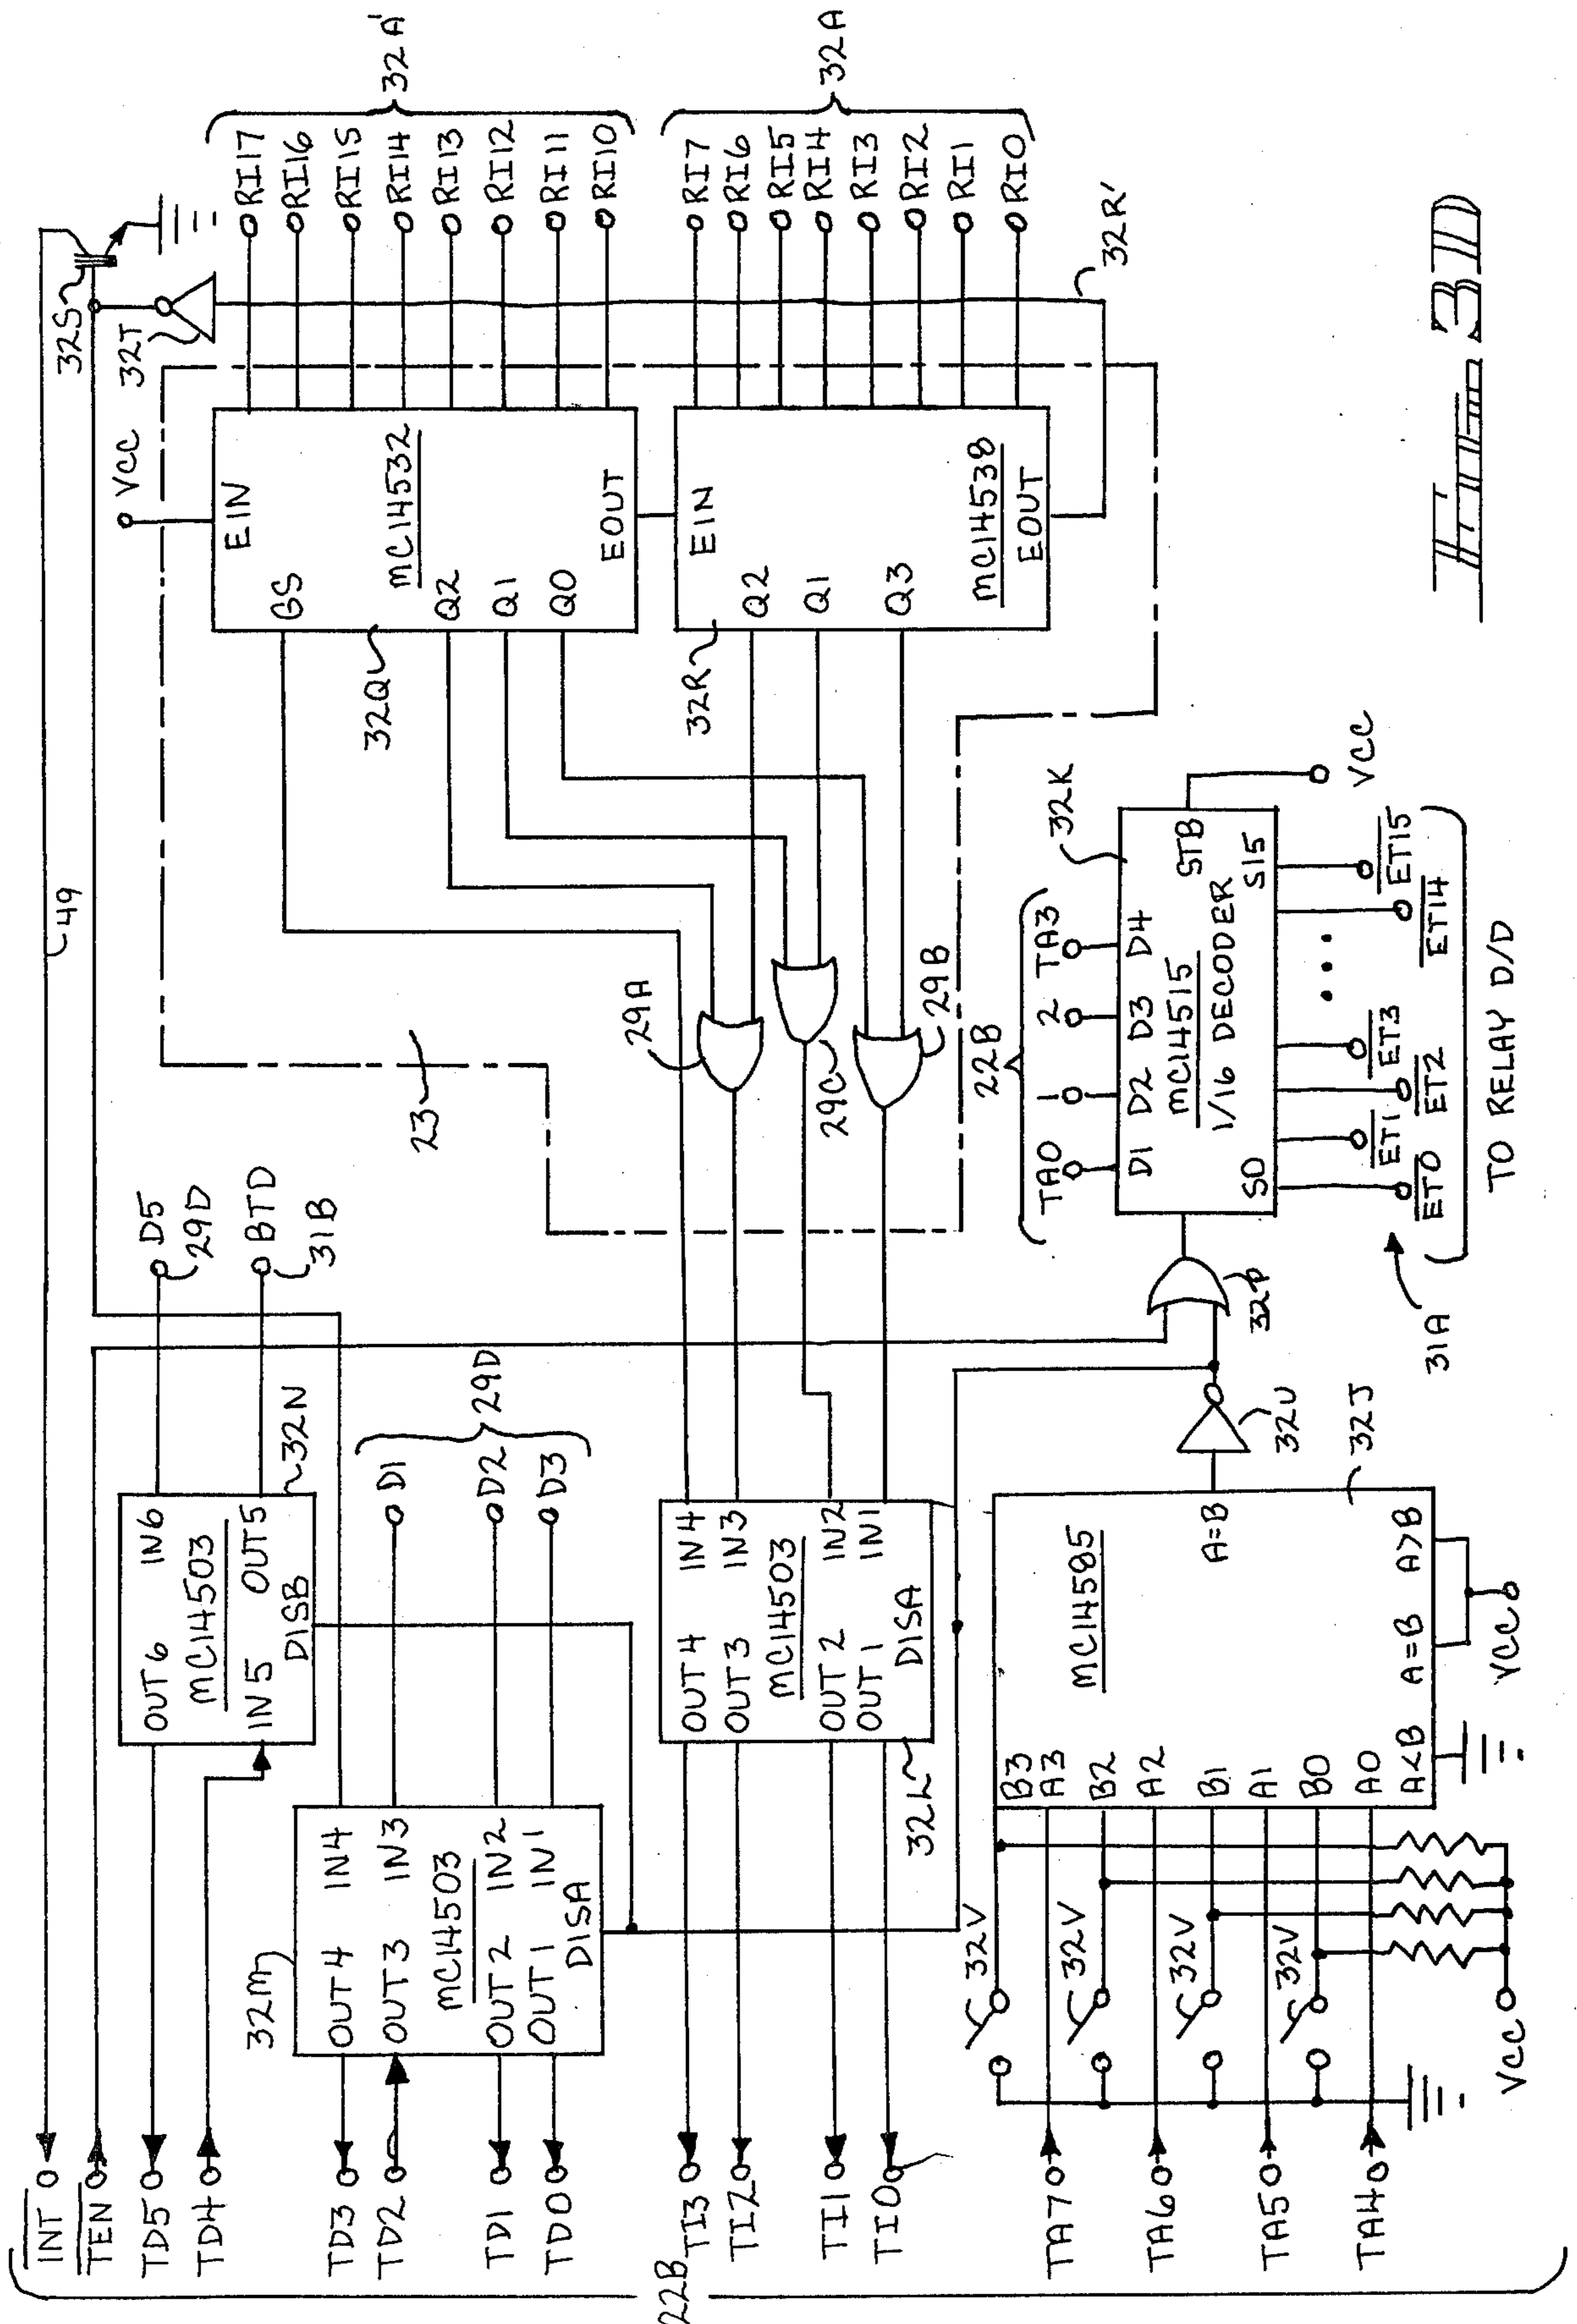 INT
TEN
TD5
TD4
TD3
TD2
TD1
TD0
TI3
TI2
TI1
TI0
TA7
TA6
TA5
TA4
22B
49
OUT6 IN6
MC14503
IN5 OUT5
DISB
32N
D5
29D
BTD
31B
32M
OUT4 IN4
OUT3 IN3
MC14503
OUT2 IN2
OUT1 IN1
DISA
D1
D2
D3
29D
OUT4 IN4
OUT3 IN3
MC14503
OUT2 IN2
OUT1 IN1
DISA
32L
23
29A
29C
29B
VCC
EIN
GS
MC14532
Q2
Q1
Q0
EOUT
32Q
EIN
Q2
Q1
Q3
MC14538
EOUT
32R
32S
32T
RI17
RI16
RI15
RI14
RI13
RI12
RI11
RI10
32A'
RI7
RI6
RI5
RI4
RI3
RI2
RI1
RI0
32A
32R'
32V
32V
32V
32V
VCC
B3
A3
B2
A2
B1
A1
B0
A0
MC14585
A=B
A<B A=B A>B
VCC
32J
32U
32P
22B
TA0 1 2 TA3
D1 D2 D3 D4
MC14515
1/16 DECODER
STB
S0 S15
32K
VCC
ET0 ET1 ET2 ET3 ... ET14 ET15
31A
TO RELAY D/D
Fig. 3D